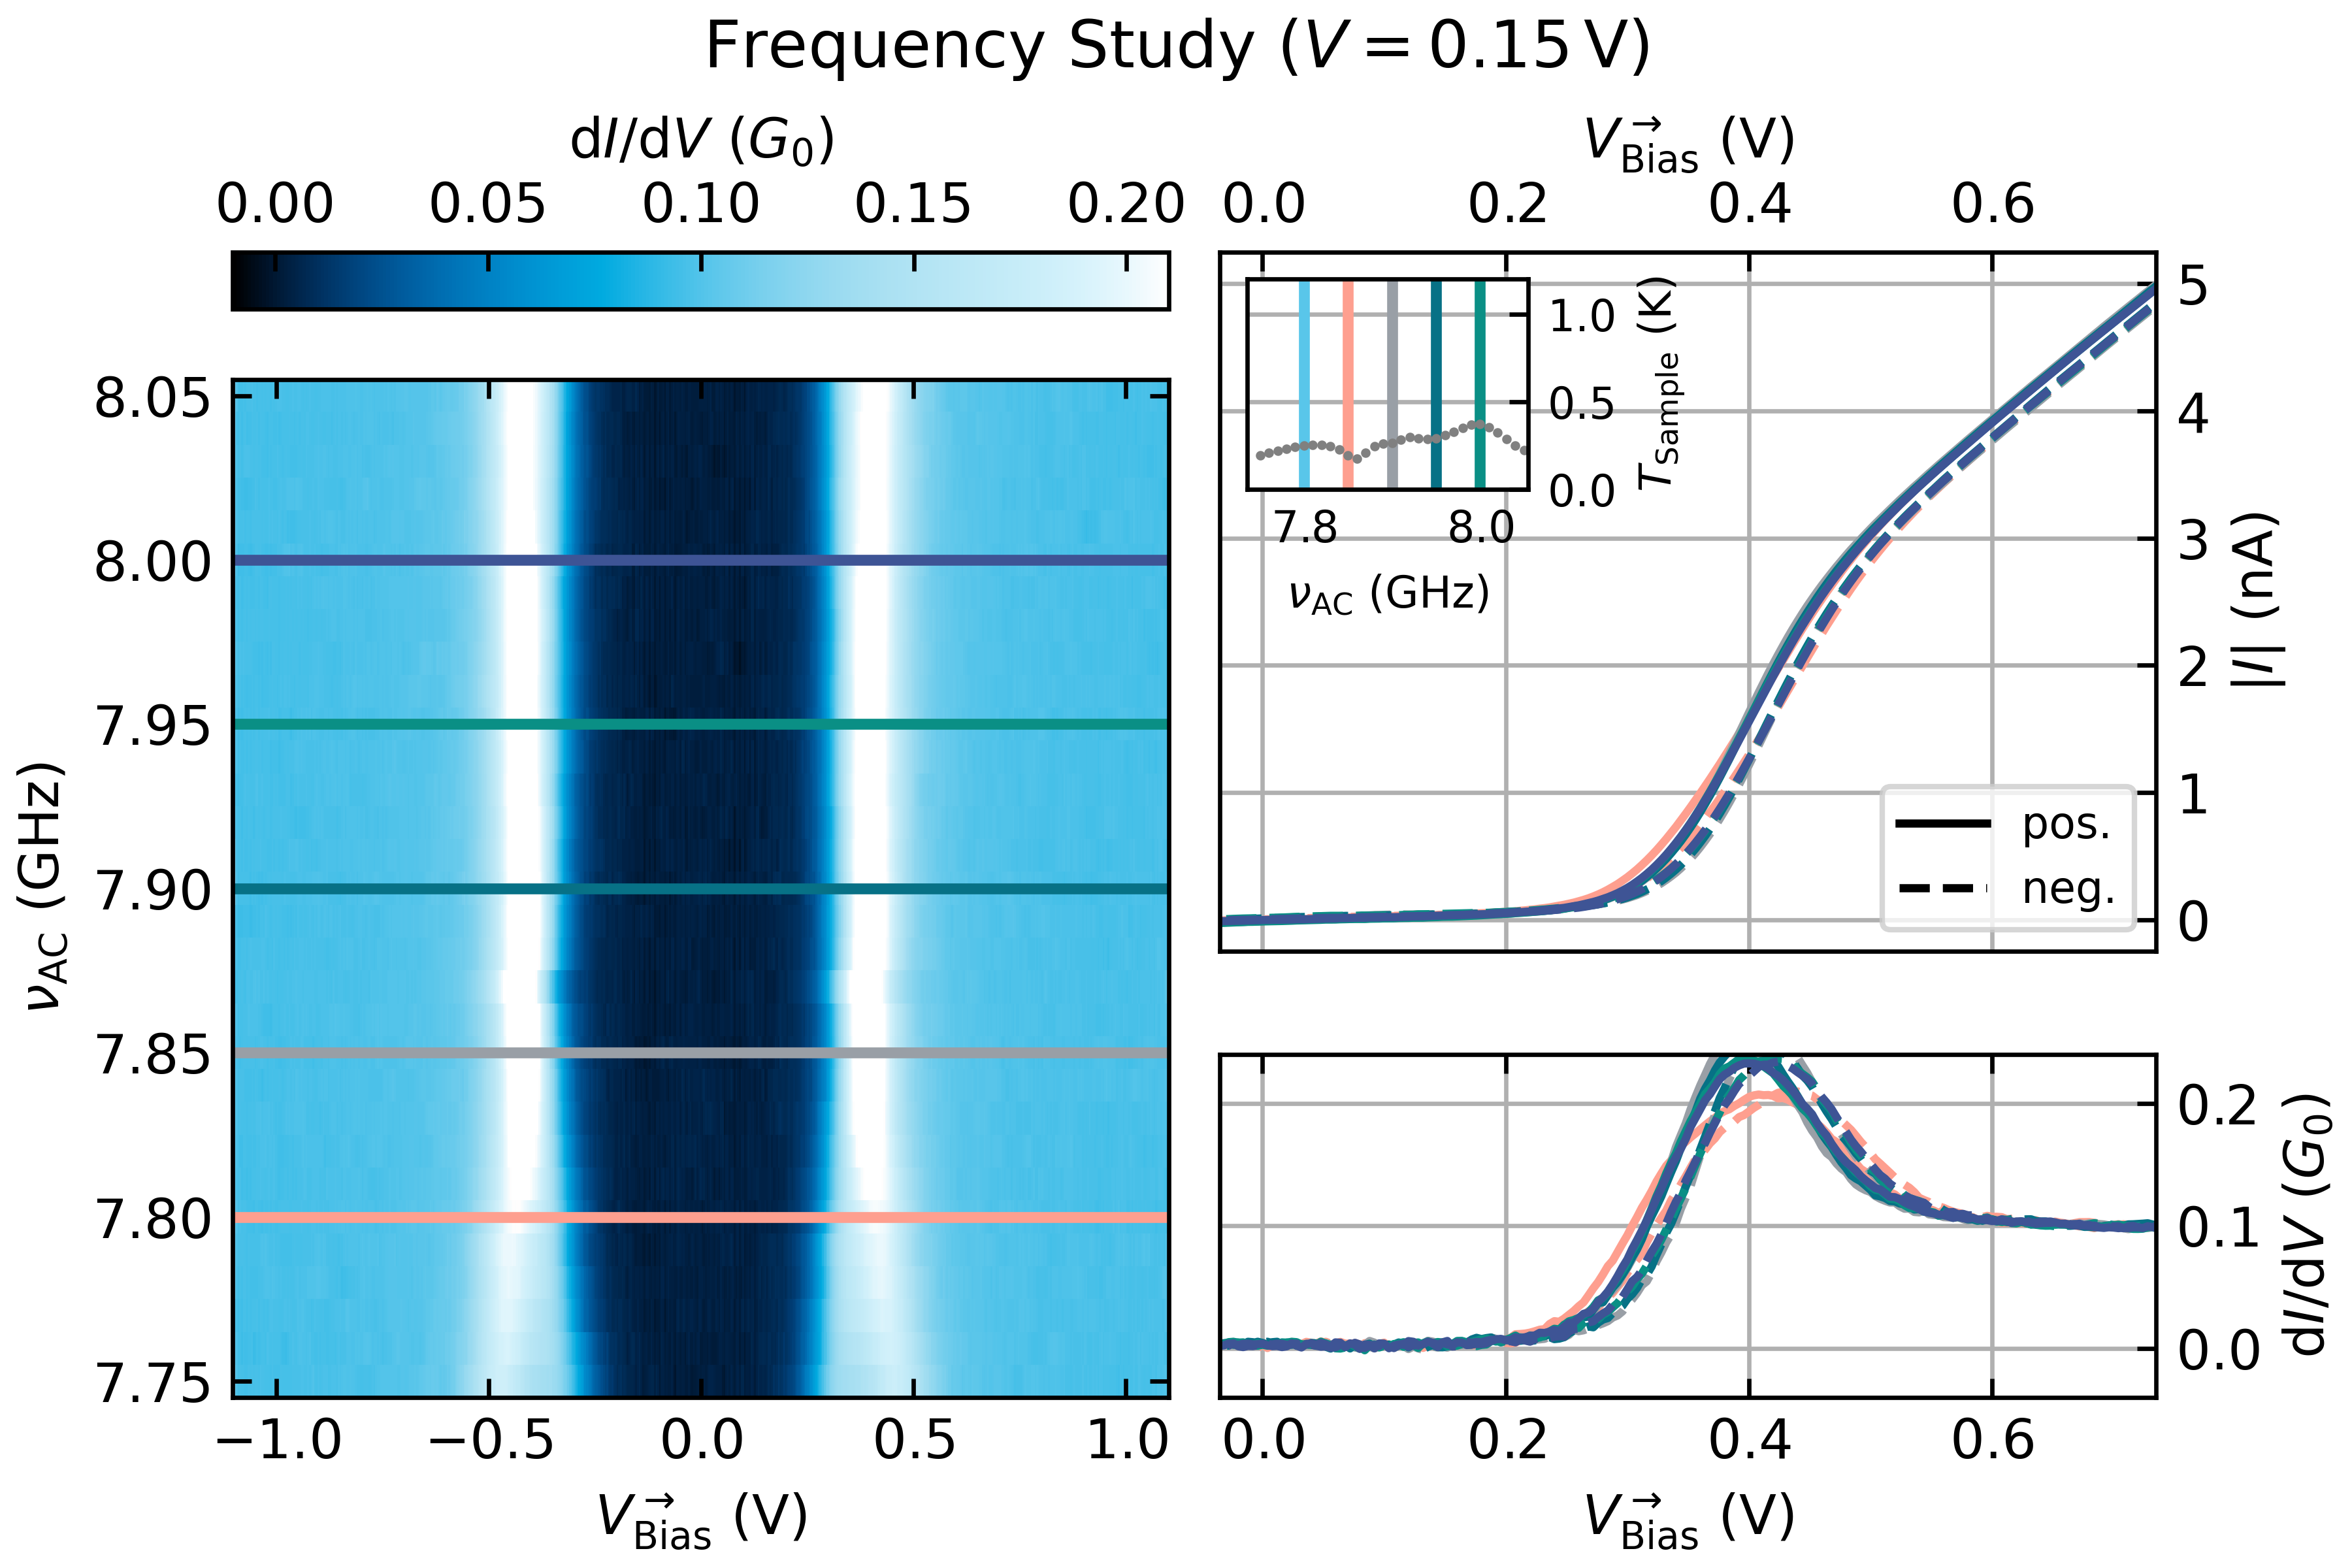 Frequency Study (V = 0.15 V)
dI/dV (G₀)
0.00 0.05 0.10 0.15 0.20
V→Bias (V)
0.0 0.2 0.4 0.6
8.05
8.00
7.95
7.90
7.85
7.80
7.75
νAC (GHz)
−1.0 −0.5 0.0 0.5 1.0
V→Bias (V)
1.0
0.5
0.0
TSample (K)
7.8 8.0
νAC (GHz)
5
4
3
2
1
0
|I| (nA)
pos.
neg.
0.2
0.1
0.0
dI/dV (G₀)
0.0 0.2 0.4 0.6
V→Bias (V)